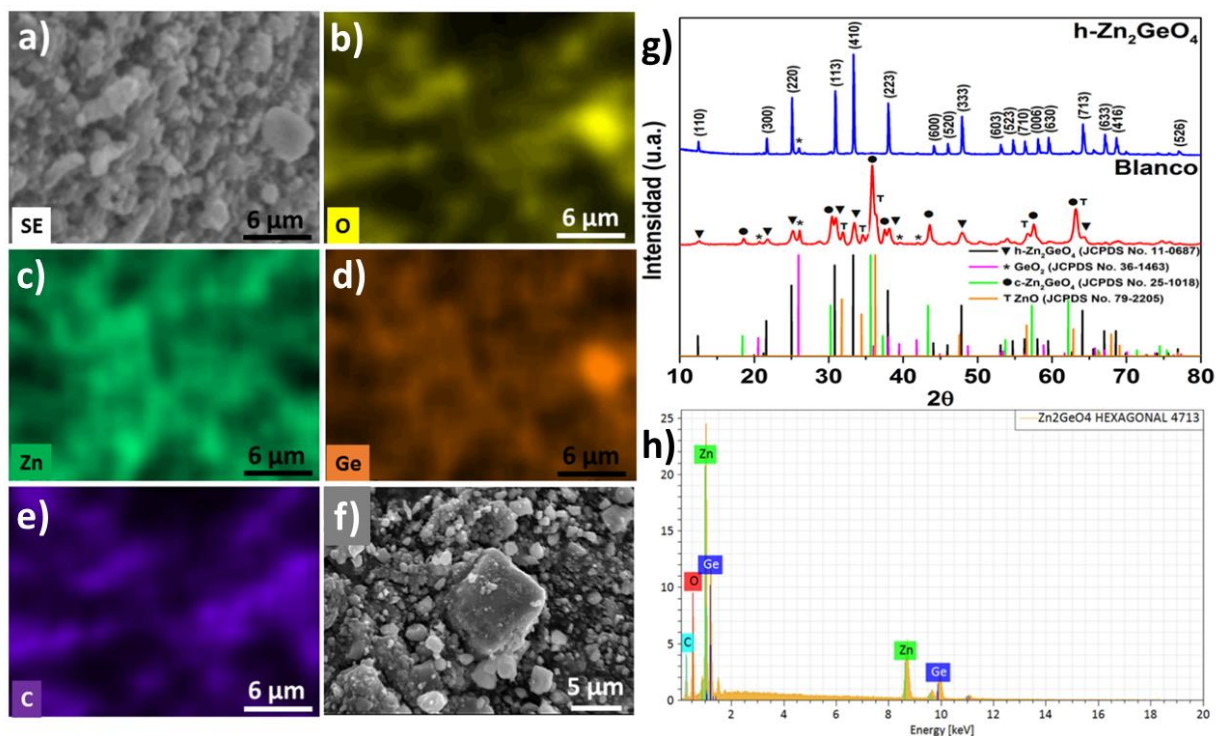 a)
SE
6 µm
b)
O
6 µm
c)
Zn
6 µm
d)
Ge
6 µm
e)
C
6 µm
f)
5 µm
g)
h-Zn₂GeO₄
(110)
(300)
(220)
*
(113)
(410)
(223)
(600)
(520)
(333)
(603)
(523)
(710)
(006)
(630)
(713)
(633)
(416)
(526)
Blanco
Intensidad (u.a.)
▼ h-Zn₂GeO₄ (JCPDS No. 11-0687)
* GeO₂ (JCPDS No. 36-1463)
● c-Zn₂GeO₄ (JCPDS No. 25-1018)
T ZnO (JCPDS No. 79-2205)
10 20 30 40 50 60 70 80
2θ
h)
Zn2GeO4 HEXAGONAL 4713
25
20
15
10
5
0
Zn
Ge
O
C
Zn
Ge
2 4 6 8 10 12 14 16 18 20
Energy [keV]